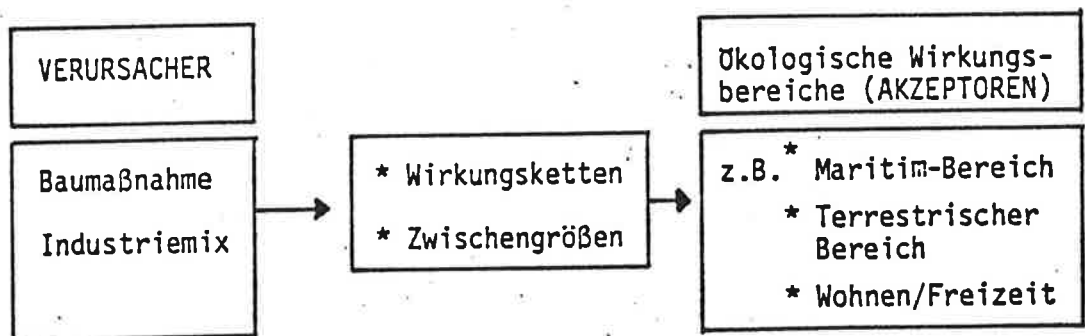 VERURSACHER
Baumaßnahme
Industriemix
* Wirkungsketten
* Zwischengrößen
Ökologische Wirkungs-
bereiche (AKZEPTOREN)
z.B. * Maritim-Bereich
* Terrestrischer
Bereich
* Wohnen/Freizeit